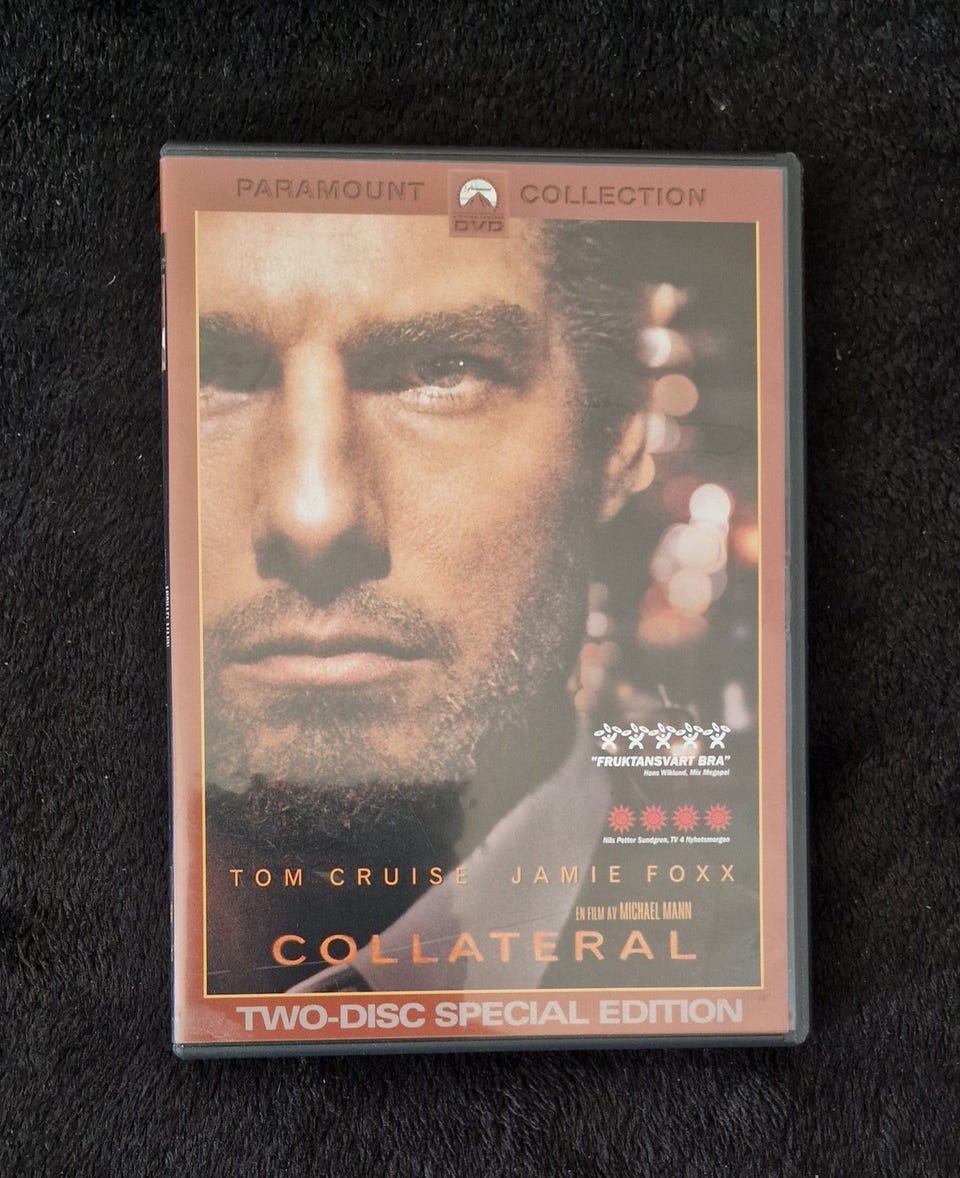 PARAMOUNT COLLECTION
Paramount
DVD
"FRUKTANSVÄRT BRA"
Hans Wiklund, Mix Megapol
Nils Petter Sundgren, TV 4 Nyhetsmorgon
TOM CRUISE JAMIE FOXX
EN FILM AV MICHAEL MANN
COLLATERAL
TWO-DISC SPECIAL EDITION